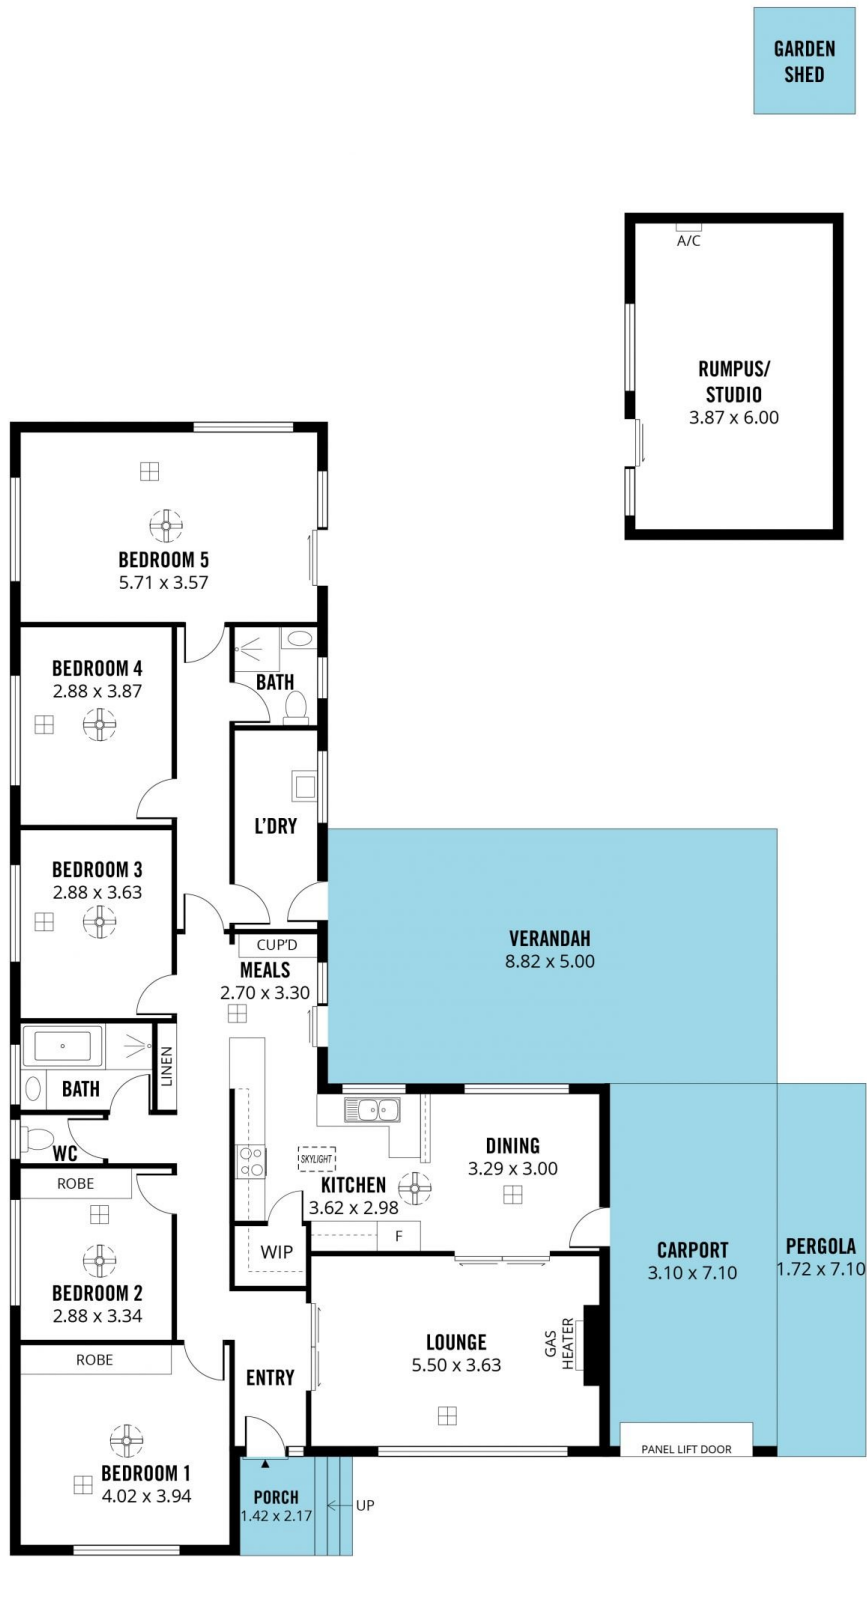 GARDEN
SHED
A/C
RUMPUS/
STUDIO
3.87 x 6.00
BEDROOM 5
5.71 x 3.57
BEDROOM 4
2.88 x 3.87
BATH
L'DRY
BEDROOM 3
2.88 x 3.63
CUP'D
MEALS
2.70 x 3.30
VERANDAH
8.82 x 5.00
LINEN
BATH
WC
ROBE
SKYLIGHT
KITCHEN
3.62 x 2.98
DINING
3.29 x 3.00
F
WIP
BEDROOM 2
2.88 x 3.34
CARPORT
3.10 x 7.10
PERGOLA
1.72 x 7.10
LOUNGE
5.50 x 3.63
GAS
HEATER
ROBE
ENTRY
BEDROOM 1
4.02 x 3.94
PANEL LIFT DOOR
PORCH
1.42 x 2.17
UP